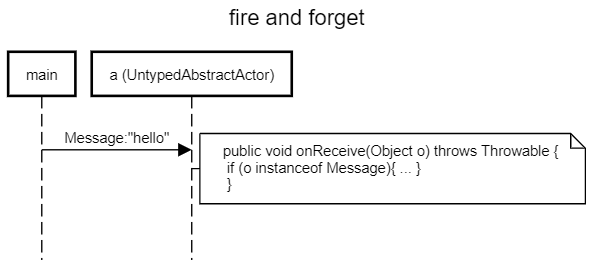 fire and forget
main
a (UntypedAbstractActor)
Message:"hello"
public void onReceive(Object o) throws Throwable {
if (o instanceof Message){ ... }
}